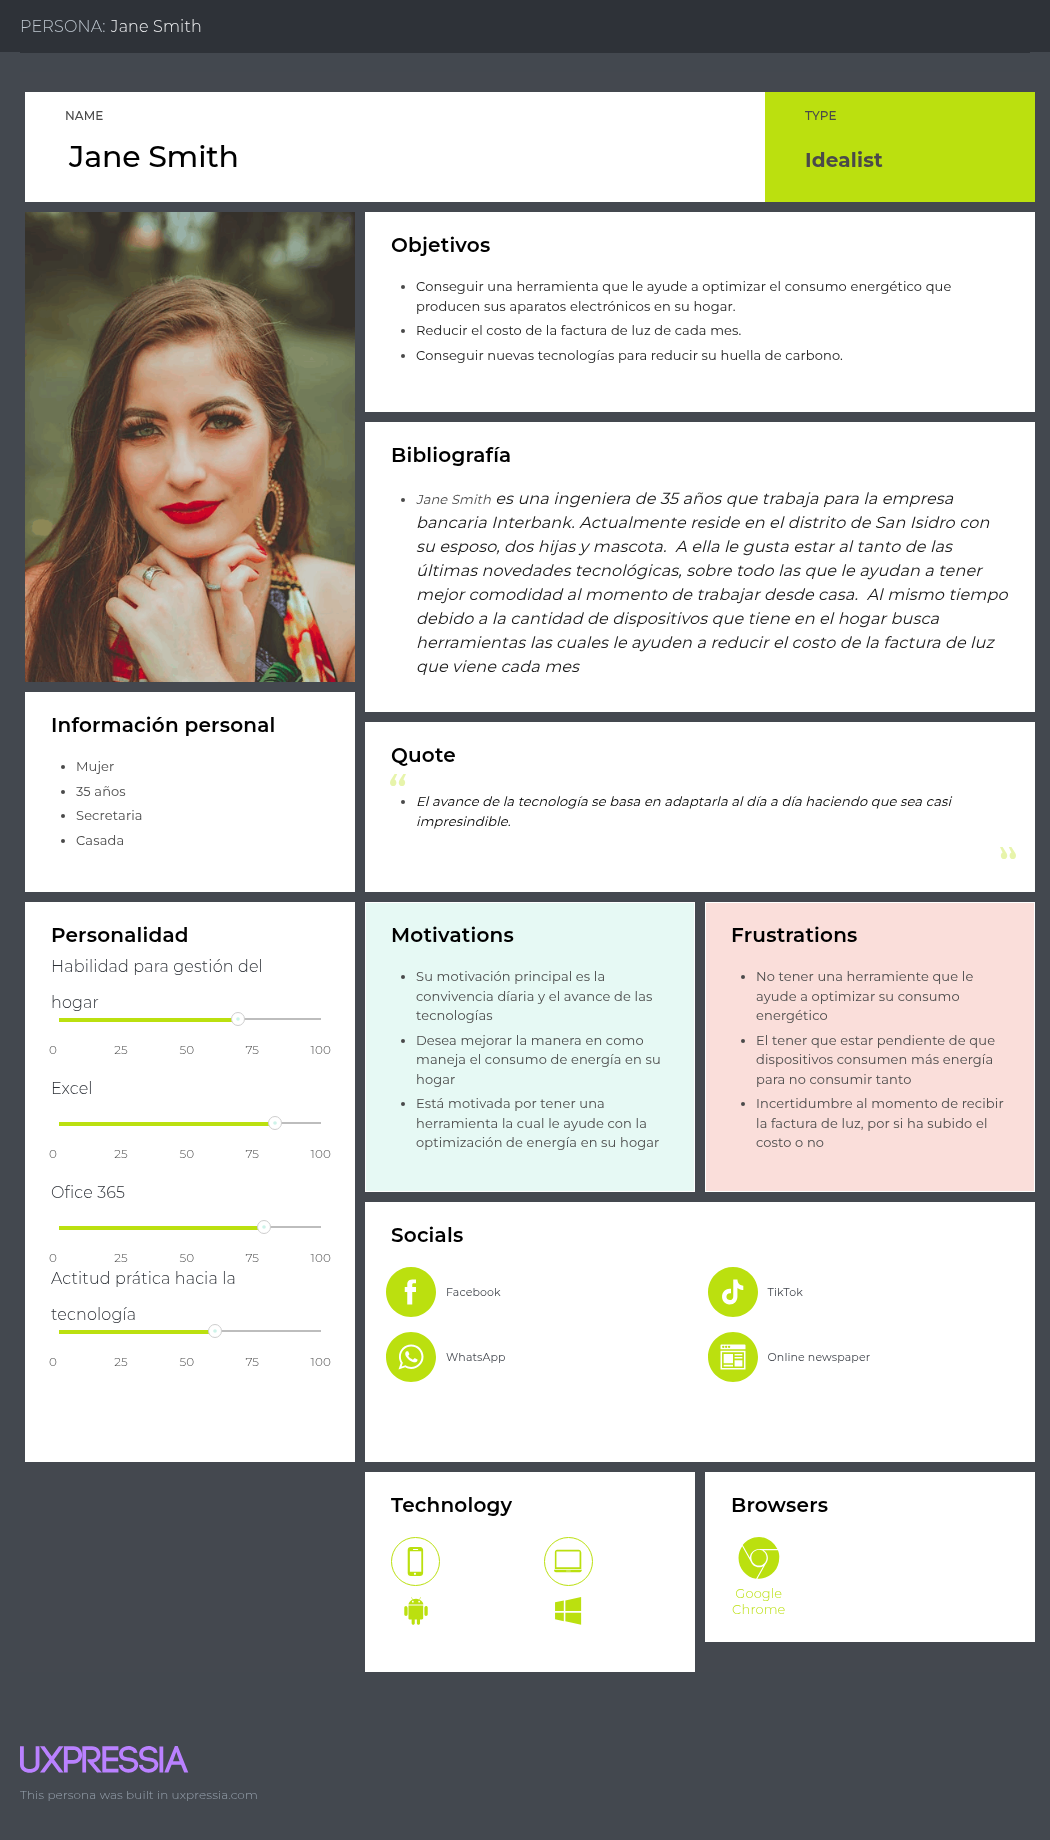 PERSONA: Jane Smith
NAME
Jane Smith
TYPE
Idealist
Objetivos
• Conseguir una herramienta que le ayude a optimizar el consumo energético que
producen sus aparatos electrónicos en su hogar.
• Reducir el costo de la factura de luz de cada mes.
• Conseguir nuevas tecnologías para reducir su huella de carbono.
Bibliografía
• Jane Smith es una ingeniera de 35 años que trabaja para la empresa
bancaria Interbank. Actualmente reside en el distrito de San Isidro con
su esposo, dos hijas y mascota.  A ella le gusta estar al tanto de las
últimas novedades tecnológicas, sobre todo las que le ayudan a tener
mejor comodidad al momento de trabajar desde casa.  Al mismo tiempo
debido a la cantidad de dispositivos que tiene en el hogar busca
herramientas las cuales le ayuden a reducir el costo de la factura de luz
que viene cada mes
Información personal
• Mujer
• 35 años
• Secretaria
• Casada
Quote
“
• El avance de la tecnología se basa en adaptarla al día a día haciendo que sea casi
impresindible.
”
Personalidad
Habilidad para gestión del
hogar
0 25 50 75 100
Excel
0 25 50 75 100
Ofice 365
0 25 50 75 100
Actitud prática hacia la
tecnología
0 25 50 75 100
Motivations
• Su motivación principal es la
convivencia díaria y el avance de las
tecnologías
• Desea mejorar la manera en como
maneja el consumo de energía en su
hogar
• Está motivada por tener una
herramienta la cual le ayude con la
optimización de energía en su hogar
Frustrations
• No tener una herramiente que le
ayude a optimizar su consumo
energético
• El tener que estar pendiente de que
dispositivos consumen más energía
para no consumir tanto
• Incertidumbre al momento de recibir
la factura de luz, por si ha subido el
costo o no
Socials
Facebook
TikTok
WhatsApp
Online newspaper
Technology
Browsers
Google
Chrome
UXPRESSIA
This persona was built in uxpressia.com